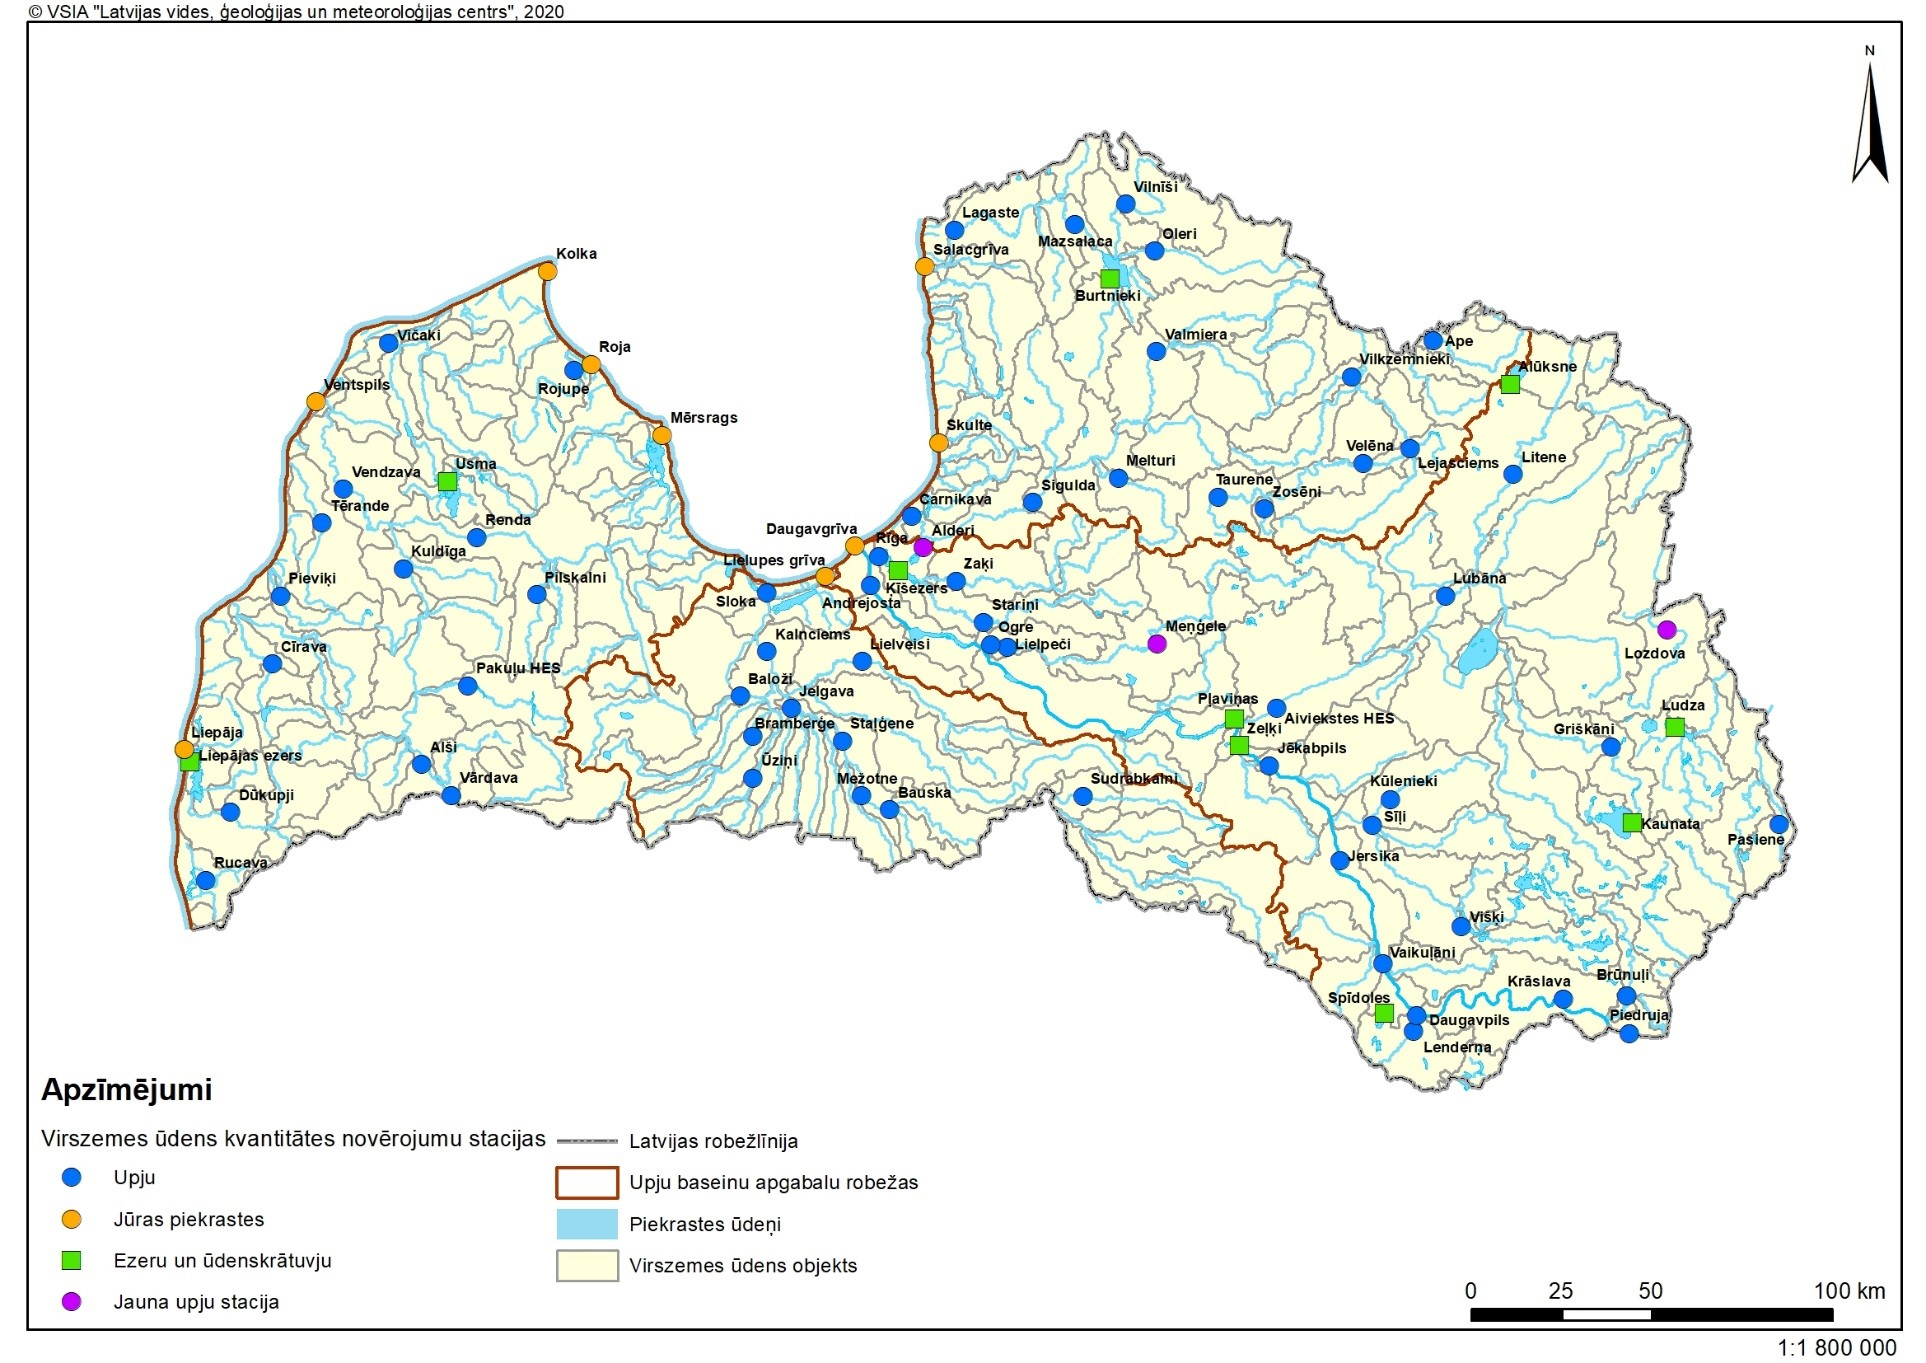 © VSIA "Latvijas vides, ģeoloģijas un meteoroloģijas centrs", 2020
N
Vilnīši
Lagaste
Oleri
Mazsalaca
Salacgrīva
Kolka
Burtnieki
Vičaki
Valmiera
Ape
Roja
Vilkzemnieki
Alūksne
Ventspils
Rojupe
Mērsrags
Skulte
Velēna
Usma
Melturi
Lejasciems
Litene
Vendzava
Taurene
Sigulda
Zosēni
Tērande
Carnikava
Renda
Daugavgrīva
Alderi
Rīga
Kuldīga
Lielupes grīva
Zaķi
Pieviķi
Pilskalni
Lubāna
Ķīšezers
Sloka
Andrejosta
Stariņi
Ogre
Meņģele
Kalnciems
Cīrava
Lielveisi
Lielpeči
Lozdova
Pakuļu HES
Baloži
Jelgava
Pļaviņas
Ludza
Aiviekstes HES
Bramberģe
Staļģene
Zeļķi
Griškāni
Liepāja
Alši
Jēkabpils
Liepājas ezers
Ūziņi
Vārdava
Mežotne
Sudrabkalni
Kūlenieki
Dūkupji
Bauska
Sīļi
Kaunata
Pasiene
Jersika
Rucava
Višķi
Vaikuļāni
Brūnuļi
Krāslava
Spīdoles
Piedruja
Daugavpils
Lenderņa
Apzīmējumi
Virszemes ūdens kvantitātes novērojumu stacijas
Upju
Jūras piekrastes
Ezeru un ūdenskrātuvju
Jauna upju stacija
Latvijas robežlīnija
Upju baseinu apgabalu robežas
Piekrastes ūdeņi
Virszemes ūdens objekts
0 25 50 100 km
1:1 800 000